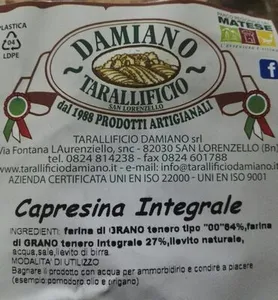 PLASTICA
04
LDPE
MATESE
DAMIANO
TARALLIFICIO
SAN LORENZELLO
dal 1988 PRODOTTI ARTIGIANALI
TARALLIFICIO DAMIANO srl
Via Fontana LAurenziello, snc - 82030 SAN LORENZELLO (Bn)
tel. 0824 814238 - fax 0824 601788
www.tarallificiodamiano.it - e-mail: info@tarallificiodamiano.it
AZIENDA CERTIFICATA UNI EN ISO 22000 - UNI EN ISO 9001
Capresina Integrale
INGREDIENTI: farina di GRANO tenero tipo "00"64%,farina
di GRANO tenero integrale 27%,lievito naturale,
acqua,sale,lievito di birra.
MODALITA' DI UTILIZZO
Bagnare il prodotto con acqua per ammorbidirlo e condire a piacere
(esempio pomodoro olio e origano)